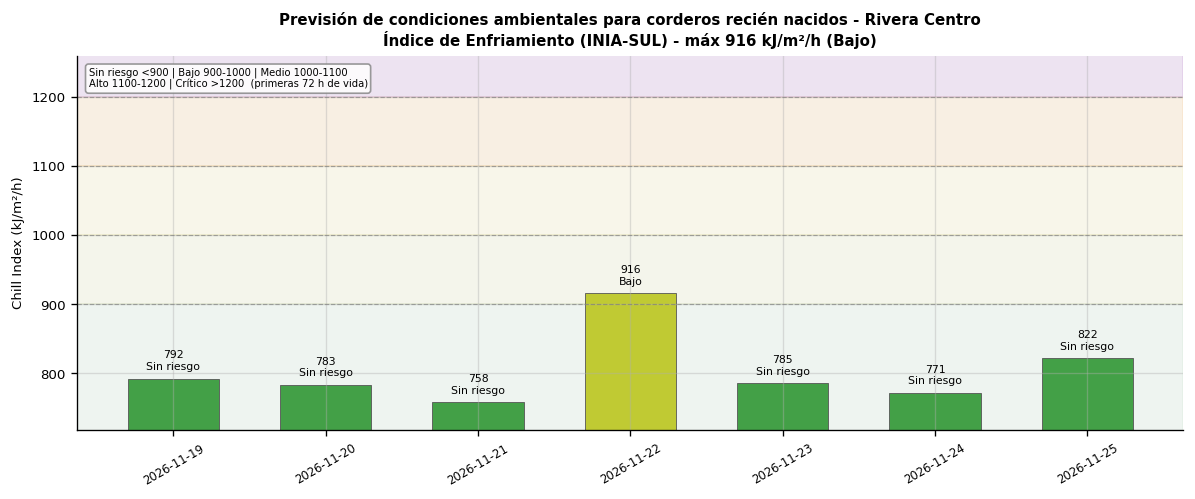 Previsión de condiciones ambientales para corderos recién nacidos - Rivera Centro
Índice de Enfriamiento (INIA-SUL) - máx 916 kJ/m²/h (Bajo)
Sin riesgo <900 | Bajo 900-1000 | Medio 1000-1100
Alto 1100-1200 | Crítico >1200  (primeras 72 h de vida)
Chill Index (kJ/m²/h)
1200
1100
1000
900
800
792
Sin riesgo
783
Sin riesgo
758
Sin riesgo
916
Bajo
785
Sin riesgo
771
Sin riesgo
822
Sin riesgo
2026-11-19
2026-11-20
2026-11-21
2026-11-22
2026-11-23
2026-11-24
2026-11-25